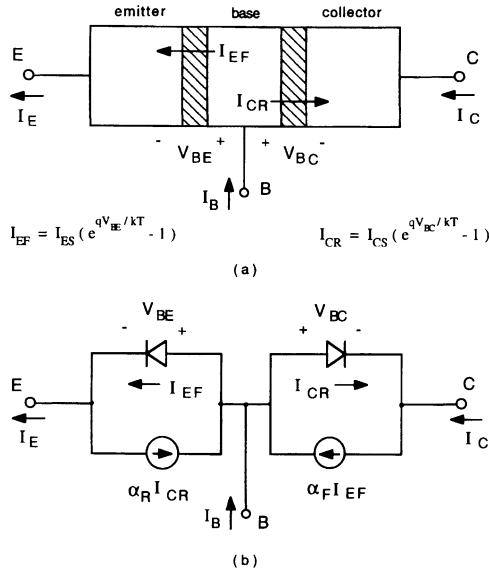 emitter base collector
E I_EF C
I_CR
I_E - V_BE + + V_BC - I_C
I_B B
I_EF = I_ES ( e^{qV_BE / kT} - 1 ) I_CR = I_CS ( e^{qV_BC / kT} - 1 )
( a )
V_BE V_BC
- + + -
E I_EF I_CR C
I_E I_C
α_R I_CR α_F I_EF
I_B B
( b )